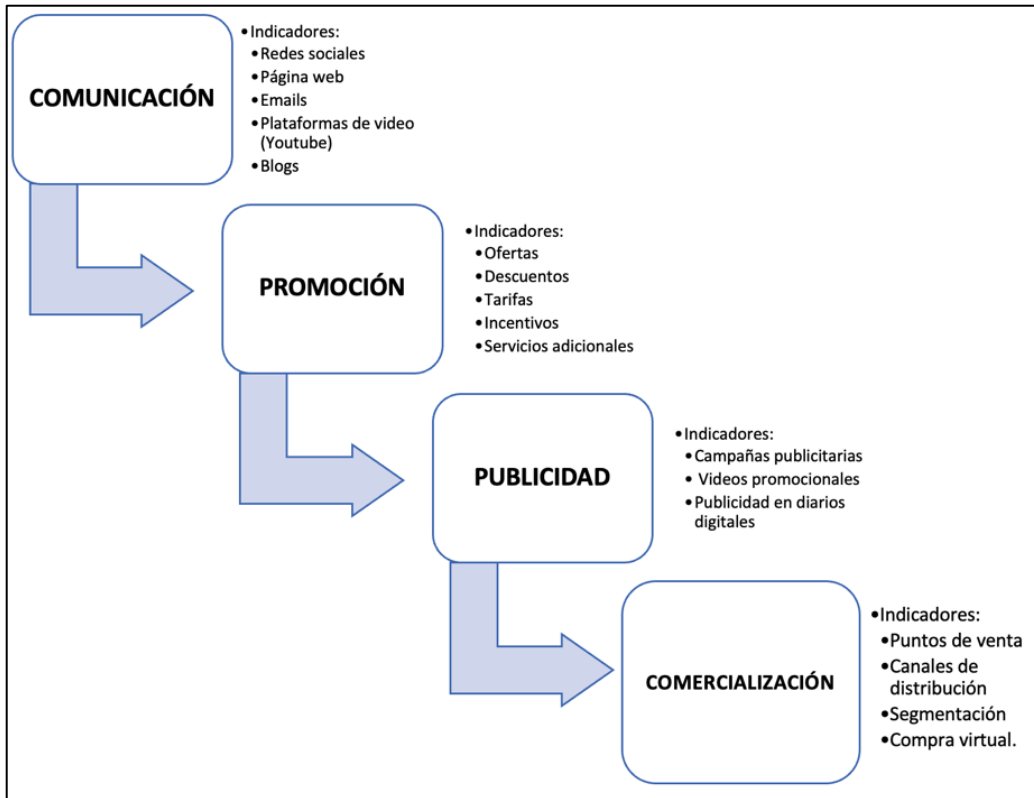 COMUNICACIÓN
•Indicadores:
•Redes sociales
•Página web
•Emails
•Plataformas de video
(Youtube)
•Blogs
PROMOCIÓN
•Indicadores:
•Ofertas
•Descuentos
•Tarifas
•Incentivos
•Servicios adicionales
PUBLICIDAD
•Indicadores:
•Campañas publicitarias
• Videos promocionales
•Publicidad en diarios
digitales
COMERCIALIZACIÓN
•Indicadores:
•Puntos de venta
•Canales de
distribución
•Segmentación
•Compra virtual.